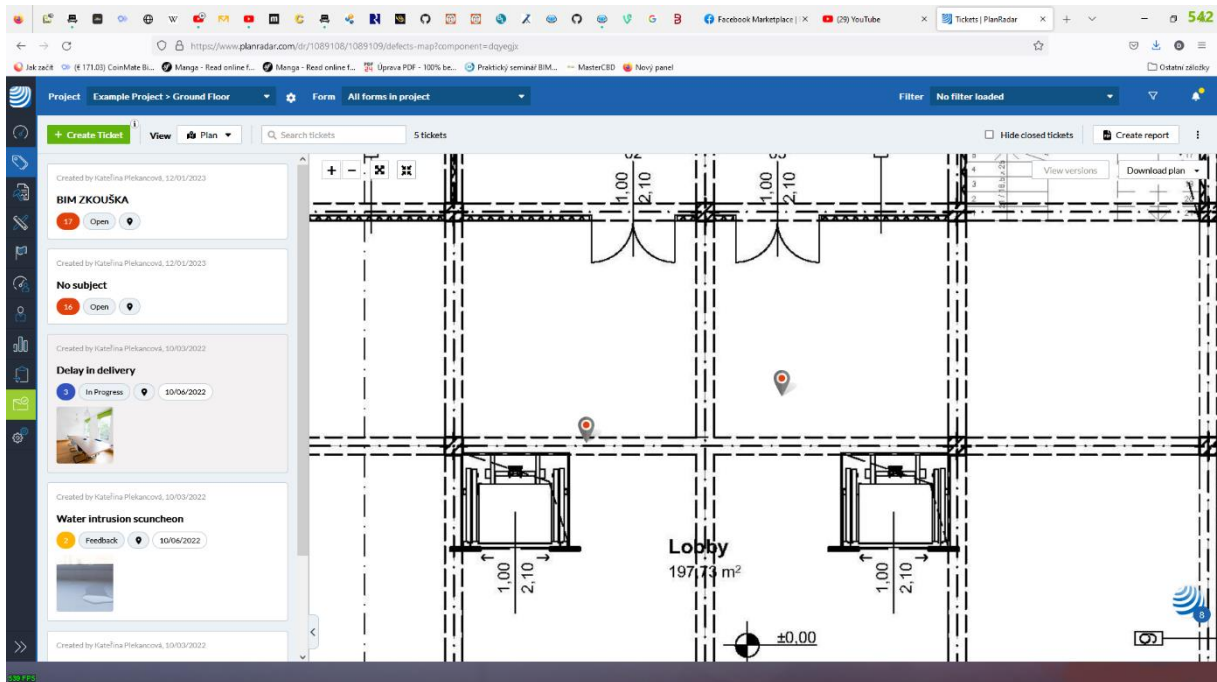 Facebook Marketplace |
(29) YouTube
Tickets | PlanRadar
542
https://www.planradar.com/dr/1089108/1089109/defects-map?component=dqyegjx
Jak začít
(€ 171.03) CoinMate Bi...
Manga - Read online f...
Manga - Read online f...
Úprava PDF - 100% be...
Praktický seminář BIM...
MasterCBD
Nový panel
Ostatní záložky
Project
Example Project > Ground Floor
Form
All forms in project
Filter
No filter loaded
+ Create Ticket
View
Plan
Search tickets
5 tickets
Hide closed tickets
Create report
View versions
Download plan
Created by Kateřina Plekancová, 12/01/2023
BIM ZKOUŠKA
17
Open
Created by Kateřina Plekancová, 12/01/2023
No subject
16
Open
Created by Kateřina Plekancová, 10/03/2022
Delay in delivery
3
In Progress
10/06/2022
Created by Kateřina Plekancová, 10/03/2022
Water intrusion scuncheon
2
Feedback
10/06/2022
Created by Kateřina Plekancová, 10/03/2022
1,00
2,10
1,00
2,10
Lobby
197,73 m²
1,00
2,10
1,00
2,10
±0,00
8
539 FPS